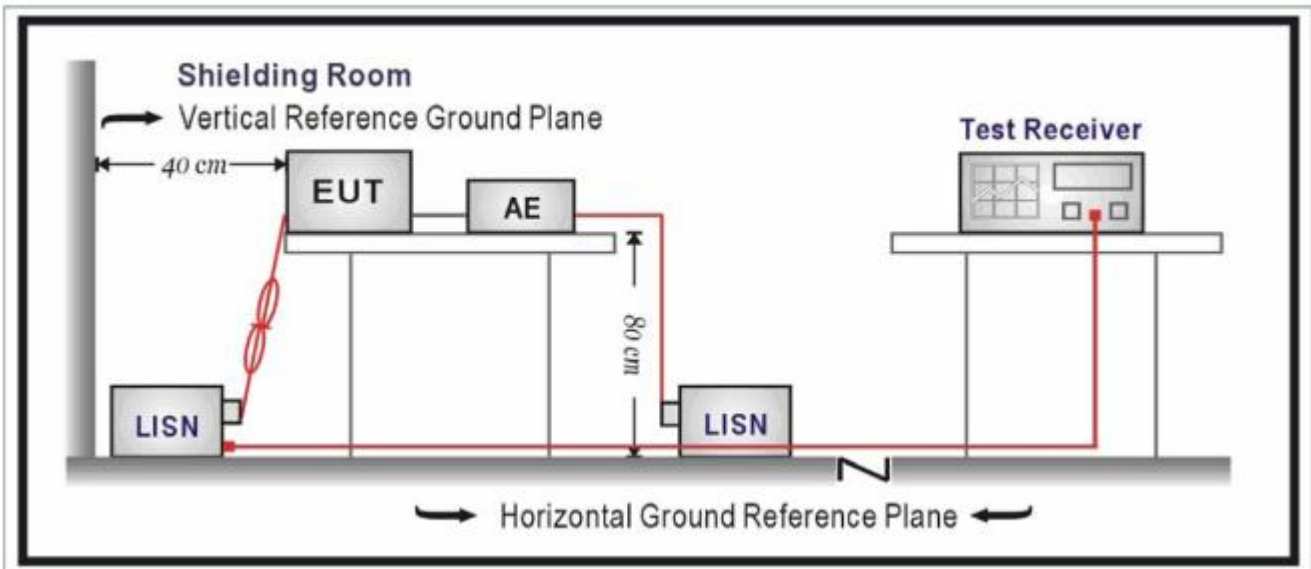 Shielding Room
Vertical Reference Ground Plane
40 cm
EUT
AE
Test Receiver
80 cm
LISN
LISN
Horizontal Ground Reference Plane